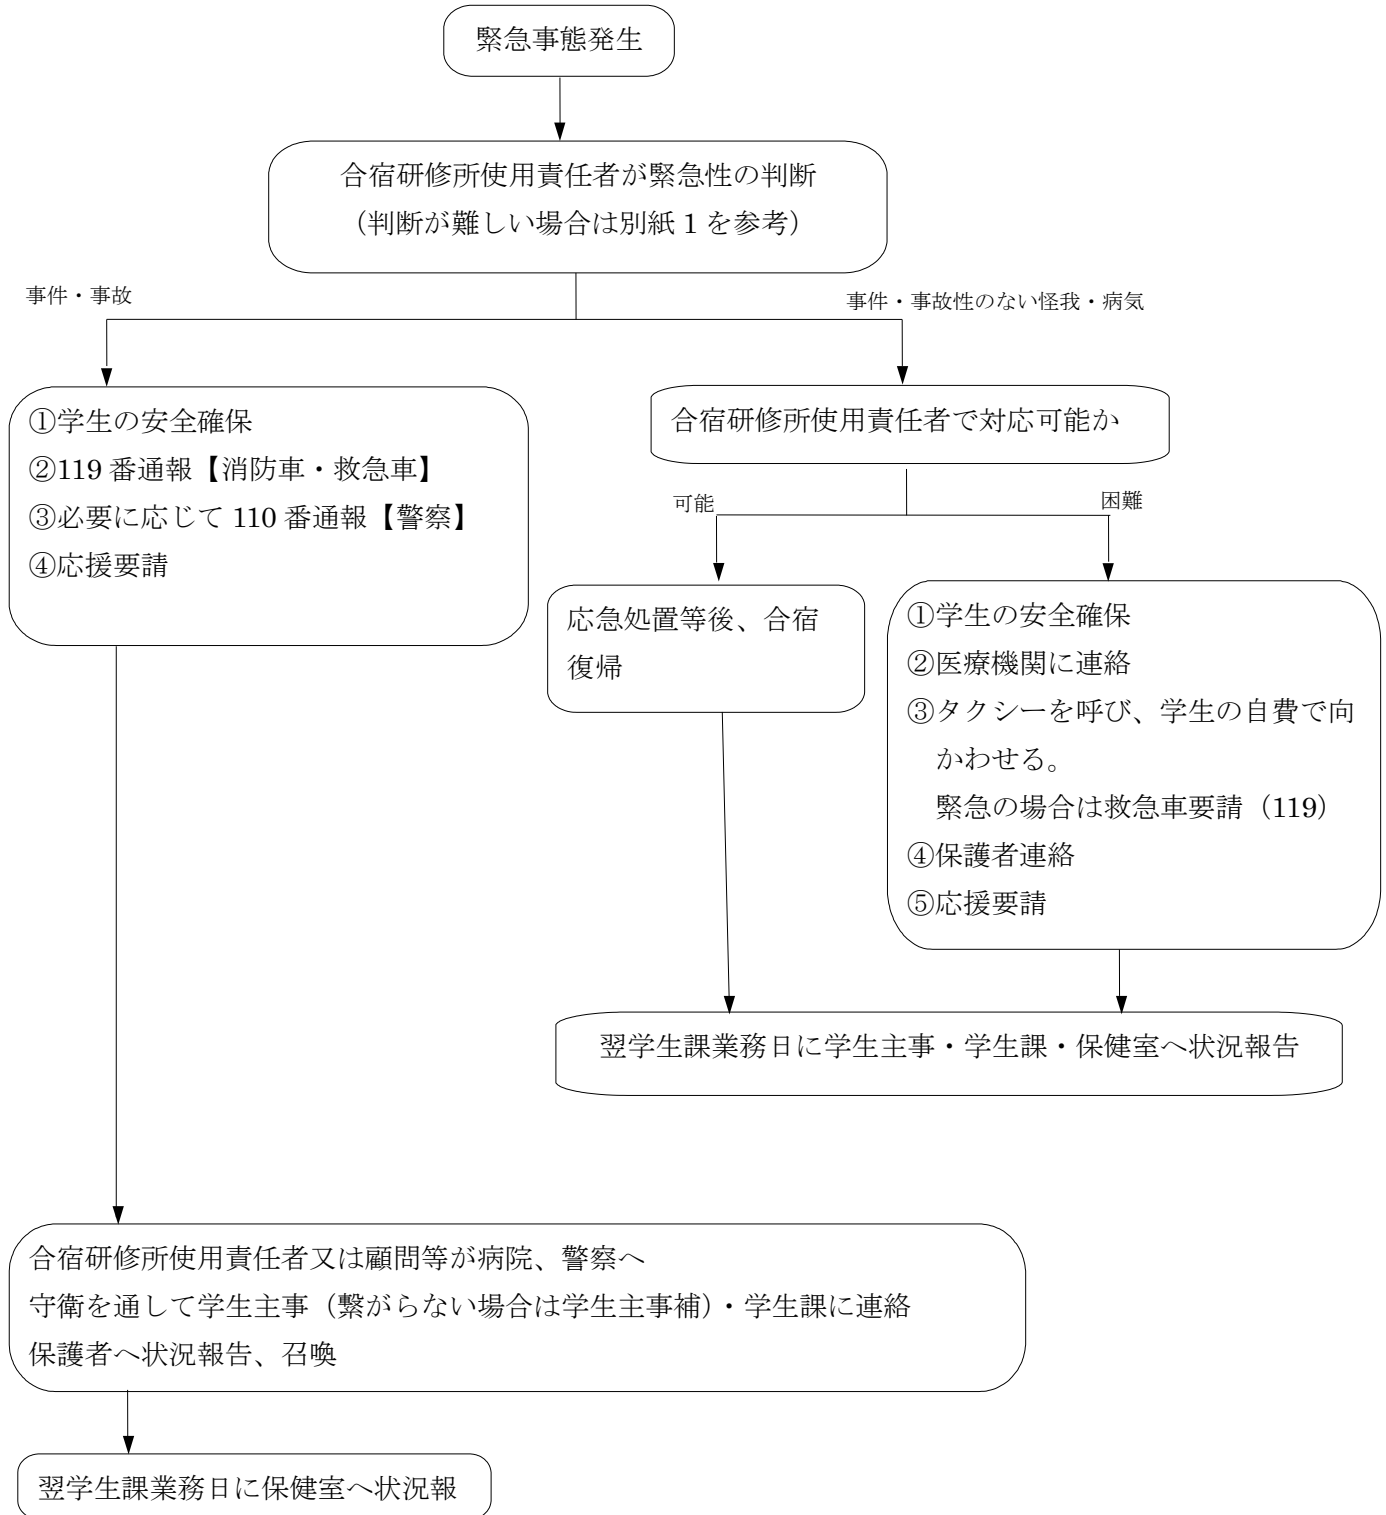 緊急事態発生
合宿研修所使用責任者が緊急性の判断
（判断が難しい場合は別紙 1 を参考）
事件・事故
事件・事故性のない怪我・病気
①学生の安全確保
②119 番通報【消防車・救急車】
③必要に応じて 110 番通報【警察】
④応援要請
合宿研修所使用責任者で対応可能か
可能
困難
応急処置等後、合宿
復帰
①学生の安全確保
②医療機関に連絡
③タクシーを呼び、学生の自費で向
かわせる。
緊急の場合は救急車要請（119）
④保護者連絡
⑤応援要請
翌学生課業務日に学生主事・学生課・保健室へ状況報告
合宿研修所使用責任者又は顧問等が病院、警察へ
守衛を通して学生主事（繋がらない場合は学生主事補）・学生課に連絡
保護者へ状況報告、召喚
翌学生課業務日に保健室へ状況報